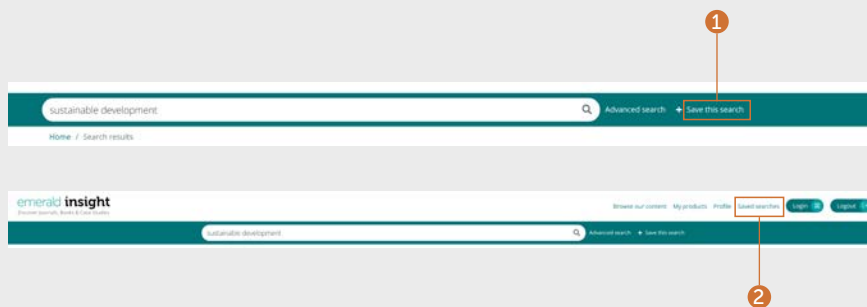 1
sustainable development Advanced search + Save this search
Home / Search results
emerald insight
Discover Journals, Books & Case Studies
Browse our content My products Profile Saved searches Login Logout
sustainable development Advanced search + Save this search
2